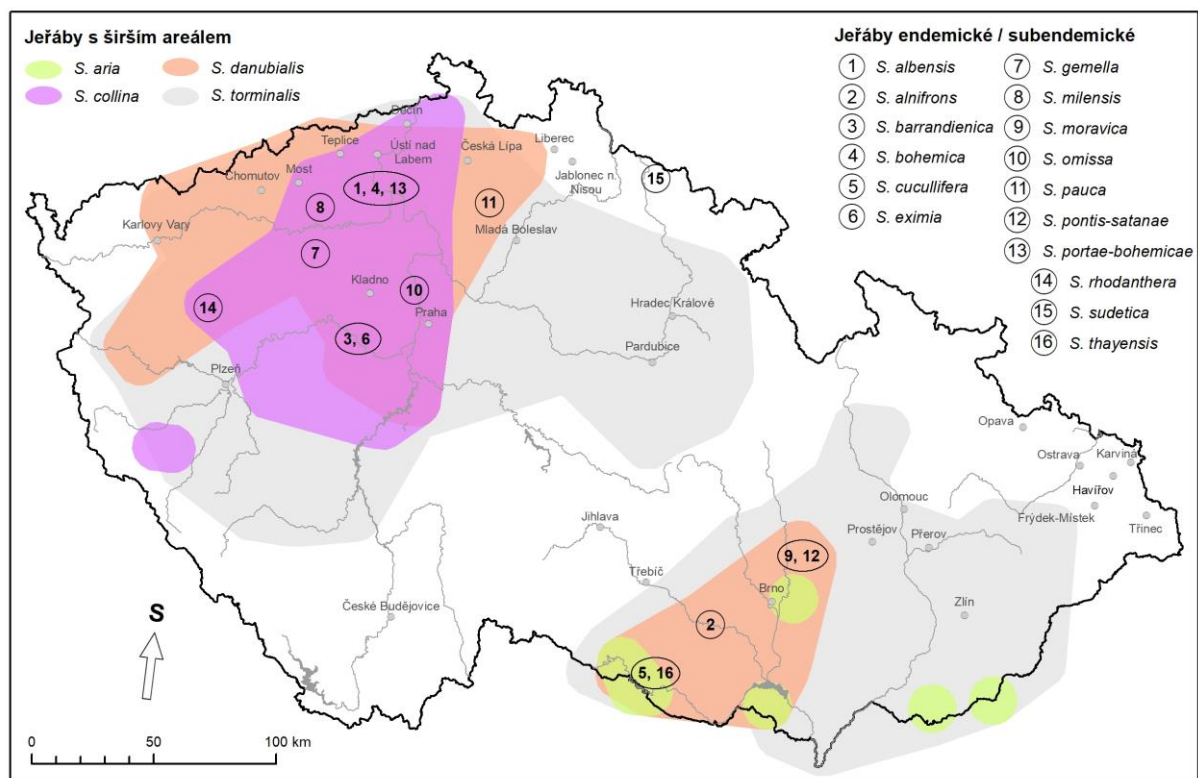 Jeřáby s širším areálem
S. aria
S. danubialis
S. collina
S. torminalis
Jeřáby endemické / subendemické
1 S. albensis
2 S. alnifrons
3 S. barrandienica
4 S. bohemica
5 S. cucullifera
6 S. eximia
7 S. gemella
8 S. milensis
9 S. moravica
10 S. omissa
11 S. pauca
12 S. pontis-satanae
13 S. portae-bohemicae
14 S. rhodanthera
15 S. sudetica
16 S. thayensis
Děčín
Teplice
Ústí nad
Labem
Česká Lípa
Liberec
Jablonec n.
Nisou
Most
Chomutov
1, 4, 13
15
8
11
Karlovy Vary
Mladá Boleslav
7
Kladno
10
14
Praha
Hradec Králové
3, 6
Pardubice
Plzeň
Opava
Ostrava
Karviná
Havířov
Frýdek-Místek
Třinec
Olomouc
Jihlava
Prostějov
Přerov
9, 12
Třebíč
Brno
České Budějovice
2
Zlín
5, 16
S
0 50 100 km